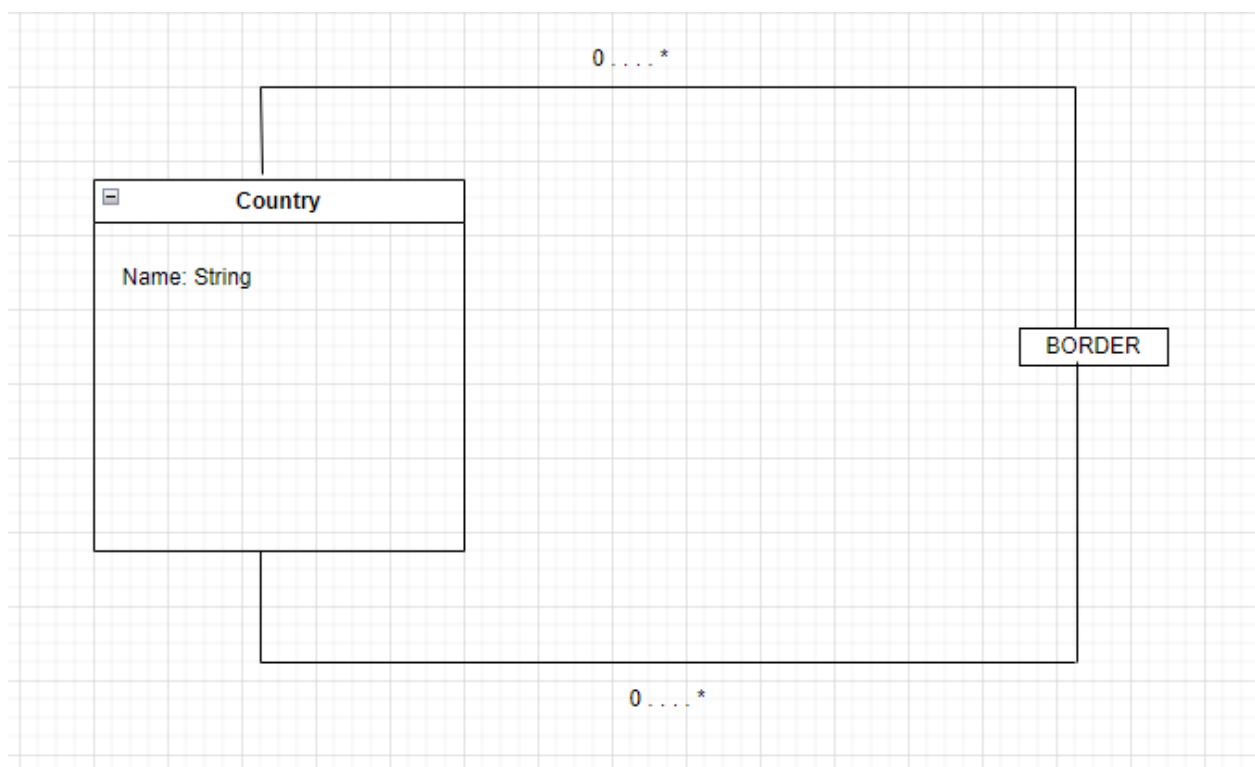 0 . . . . *
Country
Name: String
BORDER
0 . . . . *